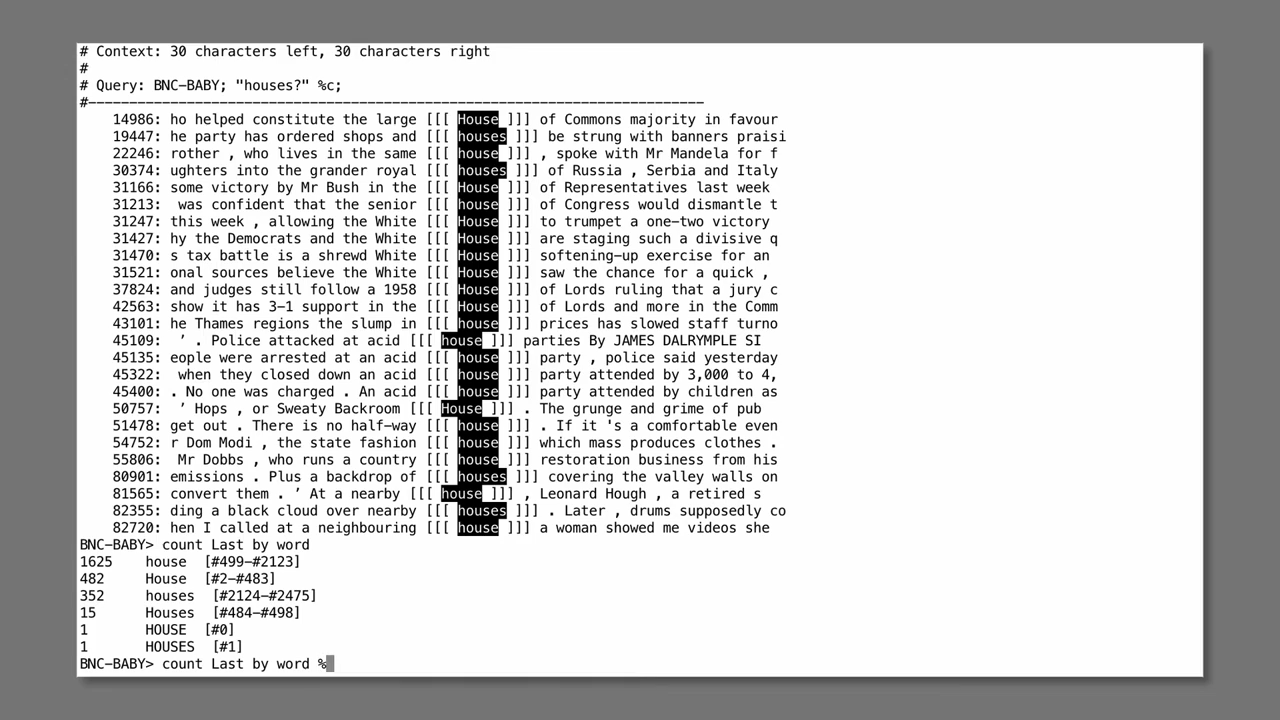 # Context: 30 characters left, 30 characters right
#
# Query: BNC-BABY; "houses?" %c;
#---------------------------------------------------------------------------
14986: ho helped constitute the large [[[ House ]]] of Commons majority in favour
19447: he party has ordered shops and [[[ houses ]]] be strung with banners praisi
22246: rother , who lives in the same [[[ house ]]] , spoke with Mr Mandela for f
30374: ughters into the grander royal [[[ houses ]]] of Russia , Serbia and Italy
31166: some victory by Mr Bush in the [[[ House ]]] of Representatives last week
31213: was confident that the senior [[[ House ]]] of Congress would dismantle t
31247: this week , allowing the White [[[ House ]]] to trumpet a one-two victory
31427: hy the Democrats and the White [[[ House ]]] are staging such a divisive q
31470: s tax battle is a shrewd White [[[ House ]]] softening-up exercise for an
31521: onal sources believe the White [[[ House ]]] saw the chance for a quick ,
37824: and judges still follow a 1958 [[[ House ]]] of Lords ruling that a jury c
42563: show it has 3-1 support in the [[[ House ]]] of Lords and more in the Comm
43101: he Thames regions the slump in [[[ house ]]] prices has slowed staff turno
45109: ’ . Police attacked at acid [[[ house ]]] parties By JAMES DALRYMPLE SI
45135: eople were arrested at an acid [[[ house ]]] party , police said yesterday
45322: when they closed down an acid [[[ house ]]] party attended by 3,000 to 4,
45400: . No one was charged . An acid [[[ house ]]] party attended by children as
50757: ’ Hops , or Sweaty Backroom [[[ House ]]] . The grunge and grime of pub
51478: get out . There is no half-way [[[ house ]]] . If it 's a comfortable even
54752: r Dom Modi , the state fashion [[[ house ]]] which mass produces clothes .
55806: Mr Dobbs , who runs a country [[[ house ]]] restoration business from his
80901: emissions . Plus a backdrop of [[[ houses ]]] covering the valley walls on
81565: convert them . ’ At a nearby [[[ house ]]] , Leonard Hough , a retired s
82355: ding a black cloud over nearby [[[ houses ]]] . Later , drums supposedly co
82720: hen I called at a neighbouring [[[ house ]]] a woman showed me videos she
BNC-BABY> count Last by word
1625 house [#499-#2123]
482 House [#2-#483]
352 houses [#2124-#2475]
15 Houses [#484-#498]
1 HOUSE [#0]
1 HOUSES [#1]
BNC-BABY> count Last by word %